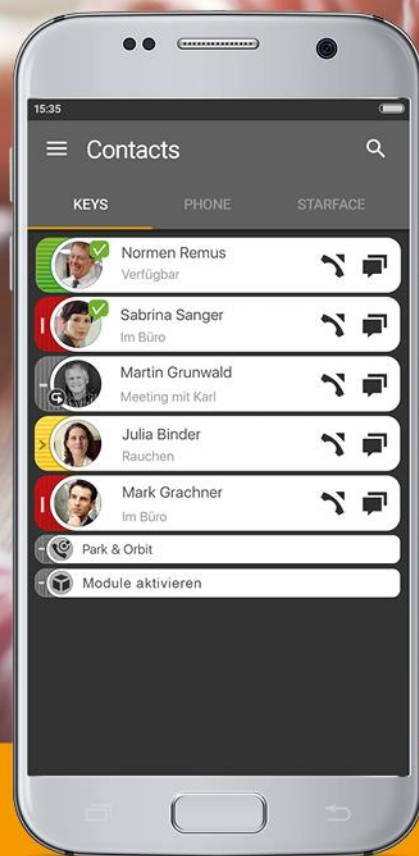 15:35
Contacts
KEYS PHONE STARFACE
Normen Remus
Verfügbar
Sabrina Sanger
Im Büro
Martin Grunwald
Meeting mit Karl
Julia Binder
Rauchen
Mark Grachner
Im Büro
Park & Orbit
Module aktivieren